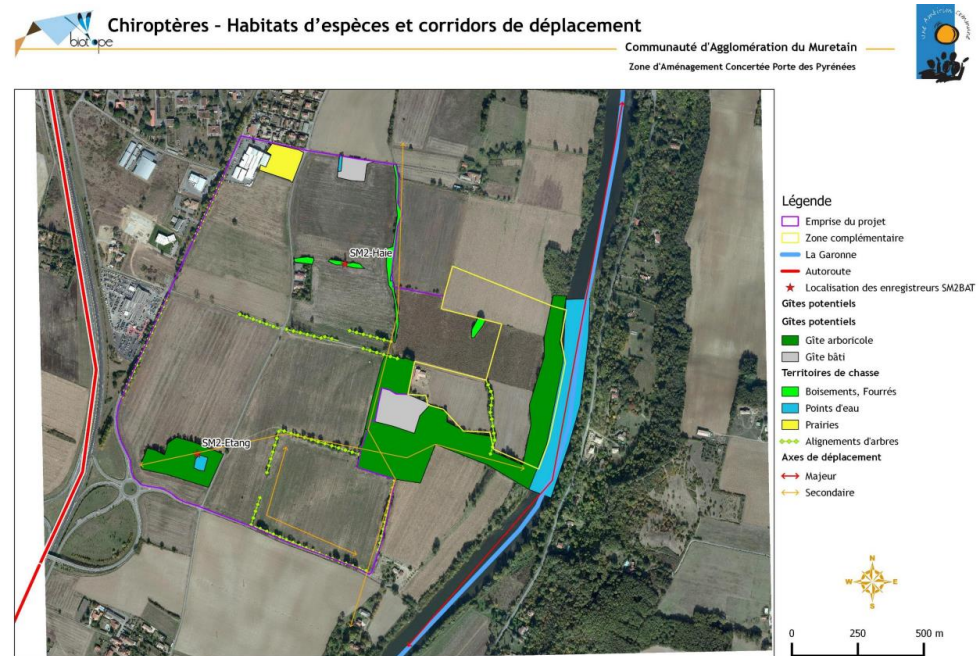 biotope
Chiroptères - Habitats d'espèces et corridors de déplacement
Communauté d'Agglomération du Muretain
Zone d'Aménagement Concertée Porte des Pyrénées
SM2-Haie
SM2-Etang
Légende
Emprise du projet
Zone complémentaire
La Garonne
Autoroute
Localisation des enregistreurs SM2BAT
Gîtes potentiels
Gîtes potentiels
Gîte arboricole
Gîte bâti
Territoires de chasse
Boisements, Fourrés
Points d'eau
Prairies
Alignements d'arbres
Axes de déplacement
Majeur
Secondaire
N
W E
S
0 250 500 m